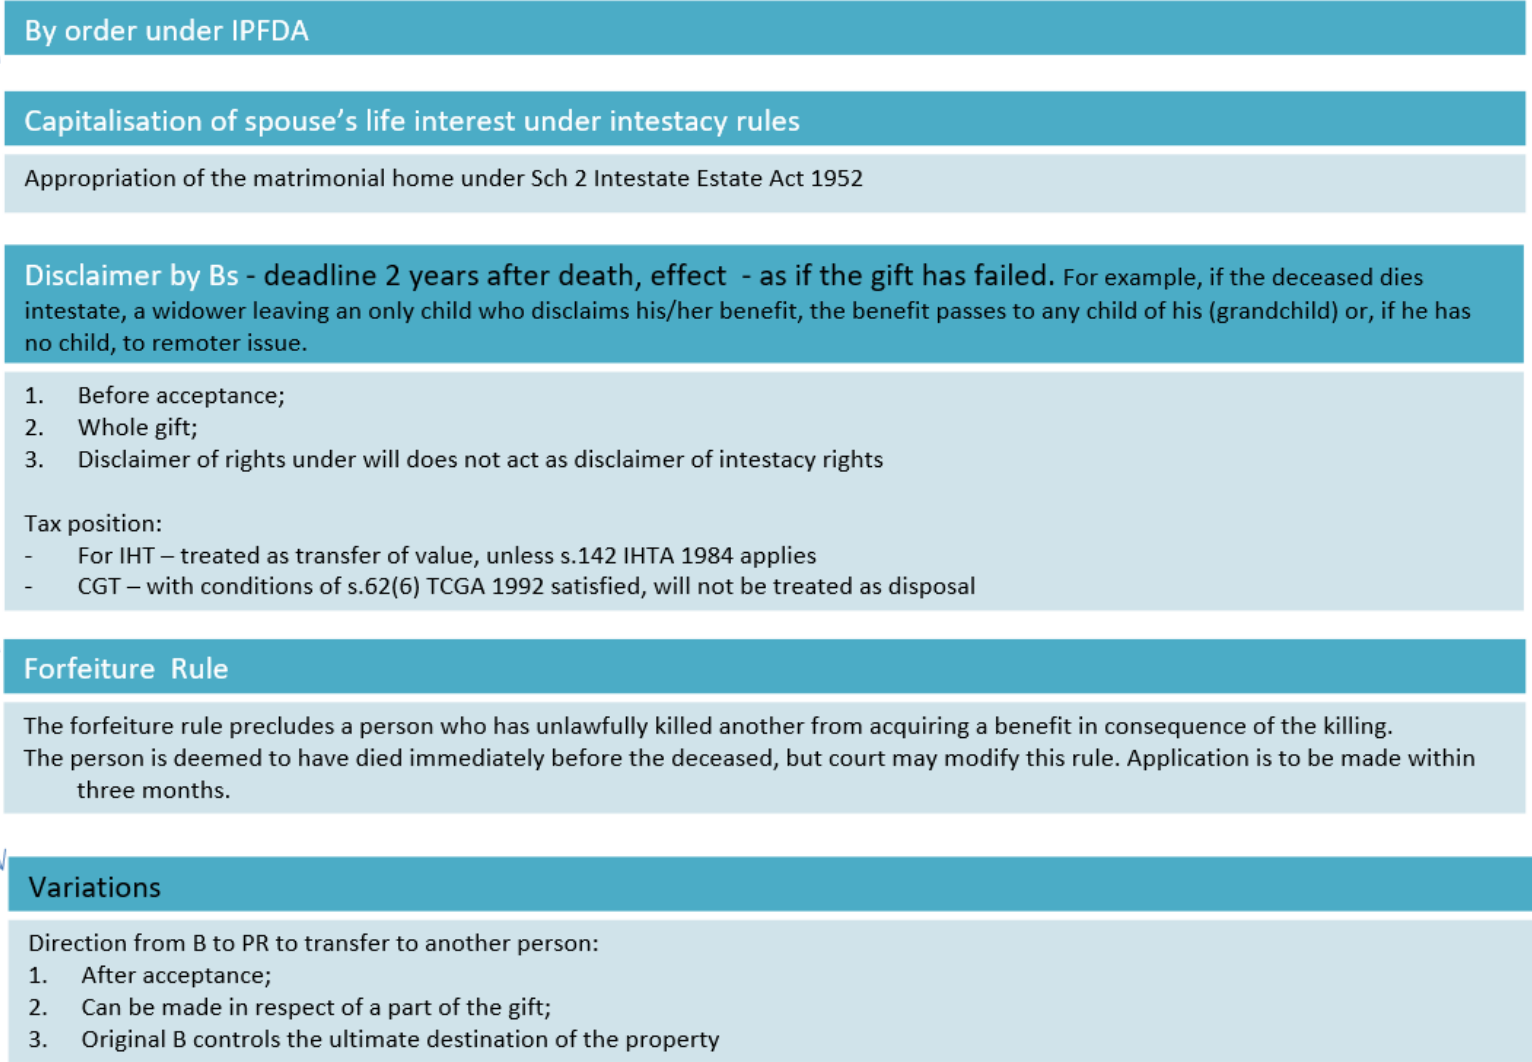 By order under IPFDA
Capitalisation of spouse’s life interest under intestacy rules
Appropriation of the matrimonial home under Sch 2 Intestate Estate Act 1952
Disclaimer by Bs - deadline 2 years after death, effect - as if the gift has failed. For example, if the deceased dies
intestate, a widower leaving an only child who disclaims his/her benefit, the benefit passes to any child of his (grandchild) or, if he has
no child, to remoter issue.
1. Before acceptance;
2. Whole gift;
3. Disclaimer of rights under will does not act as disclaimer of intestacy rights
Tax position:
- For IHT – treated as transfer of value, unless s.142 IHTA 1984 applies
- CGT – with conditions of s.62(6) TCGA 1992 satisfied, will not be treated as disposal
Forfeiture Rule
The forfeiture rule precludes a person who has unlawfully killed another from acquiring a benefit in consequence of the killing.
The person is deemed to have died immediately before the deceased, but court may modify this rule. Application is to be made within
three months.
Variations
Direction from B to PR to transfer to another person:
1. After acceptance;
2. Can be made in respect of a part of the gift;
3. Original B controls the ultimate destination of the property